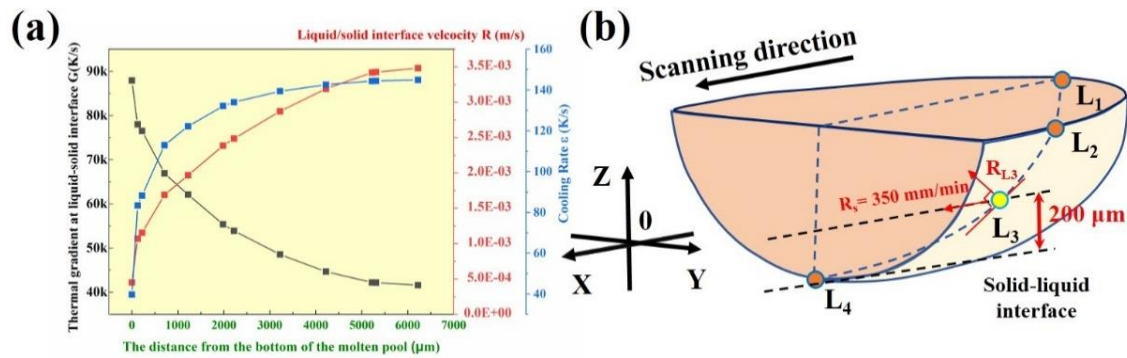 (a)
Liquid/solid interface velcocity R (m/s)
Thermal gradient at liquid-solid interface G(K/s)
90k
80k
70k
60k
50k
40k
0
1000
2000
3000
4000
5000
6000
7000
The distance from the bottom of the molten pool (μm)
3.5E-03
3.0E-03
2.5E-03
2.0E-03
1.5E-03
1.0E-03
5.0E-04
0.0E+00
Cooling Rate ε (K/s)
160
140
120
100
80
60
40
(b)
Scanning direction
L1
L2
RL3
Rs= 350 mm/min
L3
200 μm
L4
Solid-liquid
interface
Z
0
X
Y